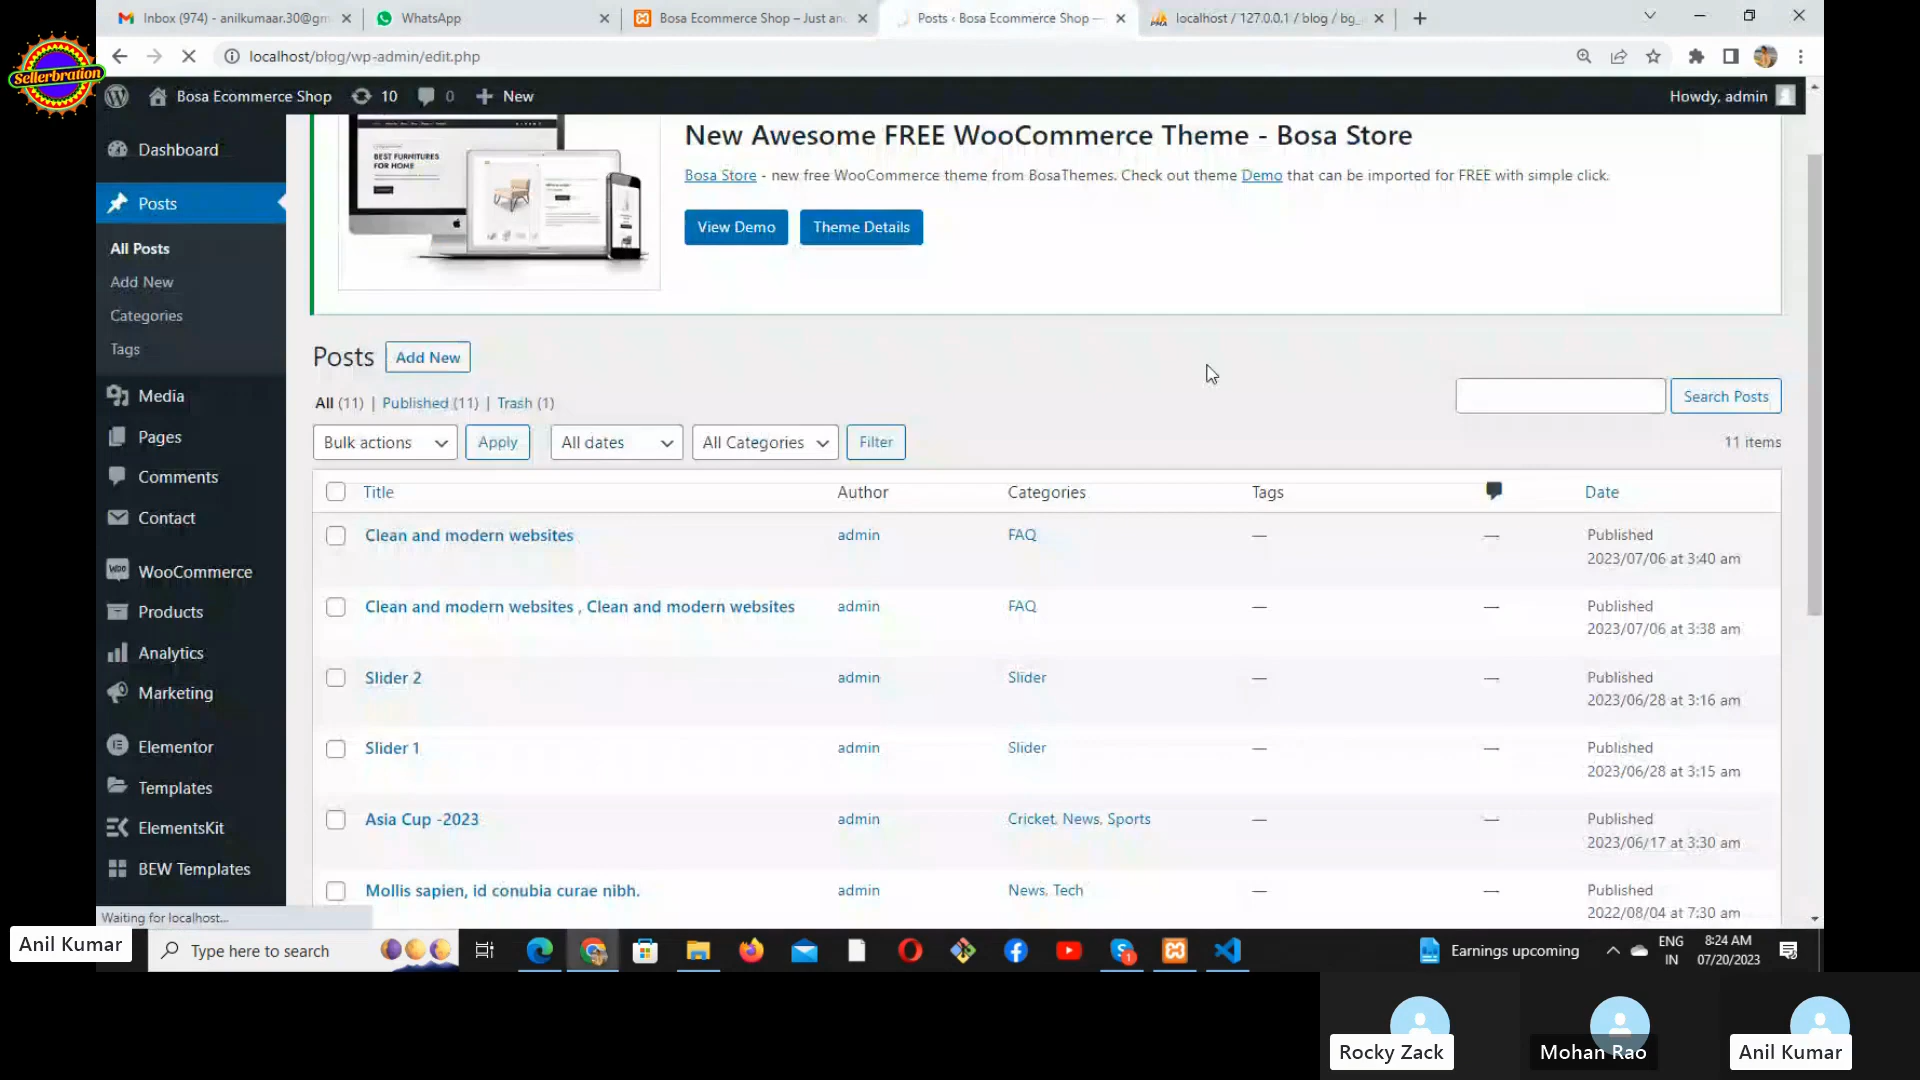 Inbox (974) - anilkumaar.30@gm
WhatsApp
Bosa Ecommerce Shop – Just an
Posts ‹ Bosa Ecommerce Shop —
localhost / 127.0.0.1 / blog / bg_
localhost/blog/wp-admin/edit.php
Sellerbration
Bosa Ecommerce Shop
10
0
New
Howdy, admin
Dashboard
Posts
All Posts
Add New
Categories
Tags
Media
Pages
Comments
Contact
WooCommerce
Products
Analytics
Marketing
Elementor
Templates
ElementsKit
BEW Templates
BEST FURNITURES
FOR HOME
New Awesome FREE WooCommerce Theme - Bosa Store
Bosa Store - new free WooCommerce theme from BosaThemes. Check out theme Demo that can be imported for FREE with simple click.
View Demo
Theme Details
Posts
Add New
All (11) | Published (11) | Trash (1)
Search Posts
Bulk actions
Apply
All dates
All Categories
Filter
11 items
Title Author Categories Tags Date
Clean and modern websites admin FAQ — — Published
2023/07/06 at 3:40 am
Clean and modern websites , Clean and modern websites admin FAQ — — Published
2023/07/06 at 3:38 am
Slider 2 admin Slider — — Published
2023/06/28 at 3:16 am
Slider 1 admin Slider — — Published
2023/06/28 at 3:15 am
Asia Cup -2023 admin Cricket, News, Sports — — Published
2023/06/17 at 3:30 am
Mollis sapien, id conubia curae nibh. admin News, Tech — — Published
2022/08/04 at 7:30 am
Waiting for localhost...
Anil Kumar
Type here to search
Earnings upcoming
ENG
IN
8:24 AM
07/20/2023
Rocky Zack
Mohan Rao
Anil Kumar